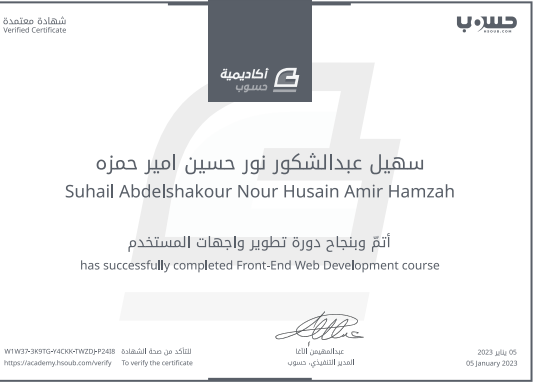 شهادة معتمدة
Verified Certificate
حسوب
HSOUB.COM
أكاديمية
حسوب
سهيل عبدالشكور نور حسين امير حمزه
Suhail Abdelshakour Nour Husain Amir Hamzah
أتمّ وبنجاح دورة تطوير واجهات المستخدم
has successfully completed Front-End Web Development course
W1W37-3K9TG-Y4CKK-TWZDJ-P24I8 للتأكد من صحة الشهادة
https://academy.hsoub.com/verify To verify the certificate
عبدالمهيمن الآغا
المدير التنفيذي، حسوب
05 يناير 2023
05 January 2023